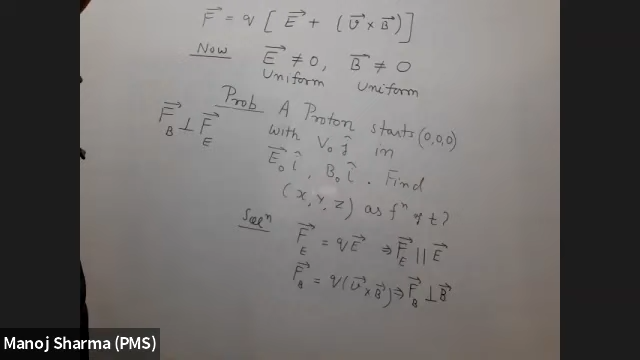 F⃗ = q [ E⃗ + (v⃗ × B⃗) ]
Now E⃗ ≠ 0, B⃗ ≠ 0
Uniform Uniform
Prob A Proton starts (0,0,0)
with V₀ ĵ in
E⃗₀ î, B₀ î. Find
(x, y, z) as fⁿ of t?
F⃗_B ⊥ F⃗_E
Solⁿ F⃗_E = qE⃗ ⇒ F⃗_E || E⃗
F⃗_B = q(v⃗ × B⃗) ⇒ F⃗_B ⊥ B⃗
Manoj Sharma (PMS)